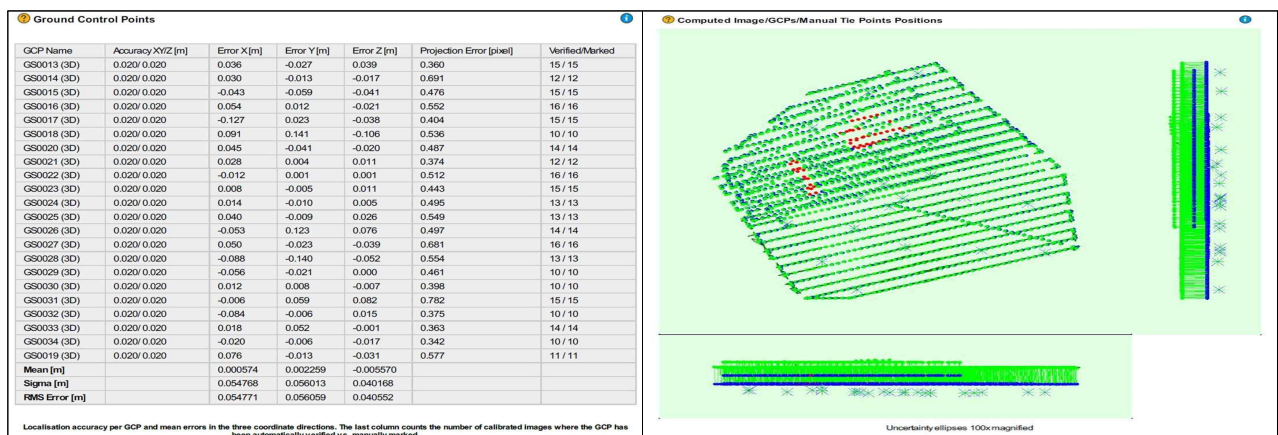 Ground Control Points
GCP Name Accuracy XY/Z [m] Error X [m] Error Y [m] Error Z [m] Projection Error [pixel] Verified/Marked
GS0013 (3D) 0.020/ 0.020 0.036 -0.027 0.039 0.360 15 / 15
GS0014 (3D) 0.020/ 0.020 0.030 -0.013 -0.017 0.691 12 / 12
GS0015 (3D) 0.020/ 0.020 -0.043 -0.059 -0.041 0.476 15 / 15
GS0016 (3D) 0.020/ 0.020 0.054 0.012 -0.021 0.552 16 / 16
GS0017 (3D) 0.020/ 0.020 -0.127 0.023 -0.038 0.404 15 / 15
GS0018 (3D) 0.020/ 0.020 0.091 0.141 -0.106 0.536 10 / 10
GS0020 (3D) 0.020/ 0.020 0.045 -0.041 -0.020 0.487 14 / 14
GS0021 (3D) 0.020/ 0.020 0.028 0.004 0.011 0.374 12 / 12
GS0022 (3D) 0.020/ 0.020 -0.012 0.001 0.001 0.512 16 / 16
GS0023 (3D) 0.020/ 0.020 0.008 -0.005 0.011 0.443 15 / 15
GS0024 (3D) 0.020/ 0.020 0.014 -0.010 0.005 0.495 13 / 13
GS0025 (3D) 0.020/ 0.020 0.040 -0.009 0.026 0.549 13 / 13
GS0026 (3D) 0.020/ 0.020 -0.053 0.123 0.076 0.497 14 / 14
GS0027 (3D) 0.020/ 0.020 0.050 -0.023 -0.039 0.681 16 / 16
GS0028 (3D) 0.020/ 0.020 -0.088 -0.140 -0.052 0.554 13 / 13
GS0029 (3D) 0.020/ 0.020 -0.056 -0.021 0.000 0.461 10 / 10
GS0030 (3D) 0.020/ 0.020 0.012 0.008 -0.007 0.398 10 / 10
GS0031 (3D) 0.020/ 0.020 -0.006 0.059 0.082 0.782 15 / 15
GS0032 (3D) 0.020/ 0.020 -0.084 -0.006 0.015 0.375 10 / 10
GS0033 (3D) 0.020/ 0.020 0.018 0.052 -0.001 0.363 14 / 14
GS0034 (3D) 0.020/ 0.020 -0.020 -0.006 -0.017 0.342 10 / 10
GS0019 (3D) 0.020/ 0.020 0.076 -0.013 -0.031 0.577 11 / 11
Mean [m] 0.000574 0.002259 -0.005570
Sigma [m] 0.054768 0.056013 0.040168
RMS Error [m] 0.054771 0.056059 0.040552
Localisation accuracy per GCP and mean errors in the three coordinate directions. The last column counts the number of calibrated images where the GCP has
been automatically verified vs. manually marked
Computed Image/GCPs/Manual Tie Points Positions
Uncertainty ellipses 100x magnified